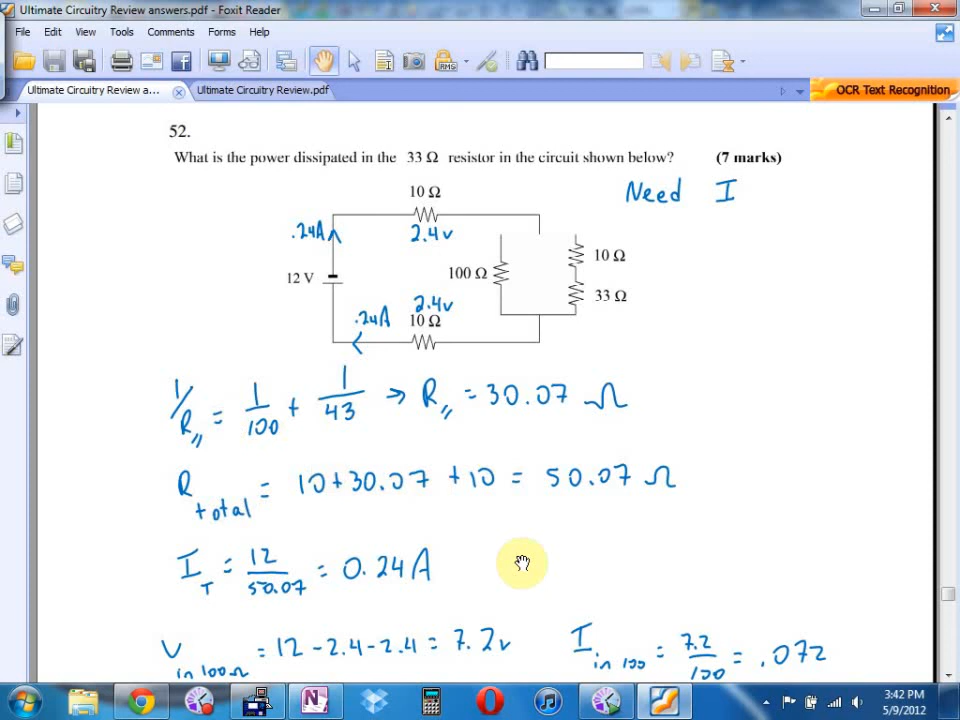 Ultimate Circuitry Review answers.pdf - Foxit Reader
File Edit View Tools Comments Forms Help
Ultimate Circuitry Review a... Ultimate Circuitry Review.pdf OCR Text Recognition
52.
What is the power dissipated in the 33 Ω resistor in the circuit shown below? (7 marks)
Need I
10 Ω
.24A 2.4v
10 Ω
12 V 100 Ω
33 Ω
2.4v
.24A 10 Ω
1/R// = 1/100 + 1/43 → R// = 30.07 Ω
R total = 10+30.07 +10 = 50.07 Ω
I T = 12/50.07 = 0.24A
V in 100Ω = 12 - 2.4 - 2.4 = 7.2v I in 100 = 7.2/100 = .072
3:42 PM
5/9/2012